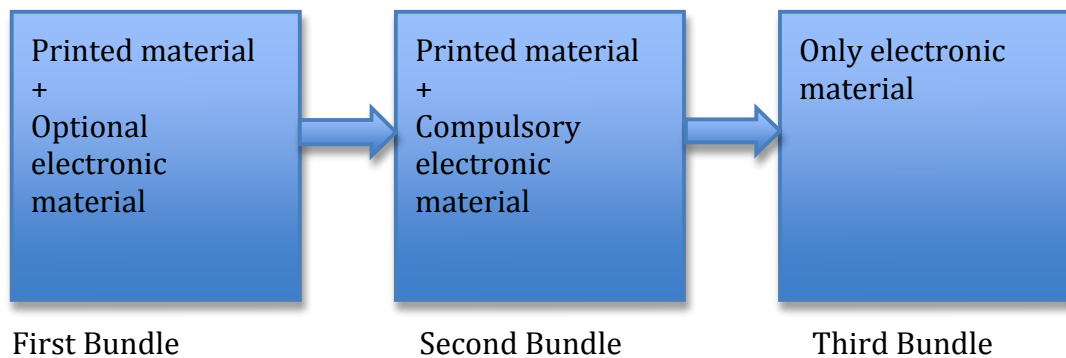 Printed material
+
Optional
electronic
material
Printed material
+
Compulsory
electronic
material
Only electronic
material
First Bundle
Second Bundle
Third Bundle